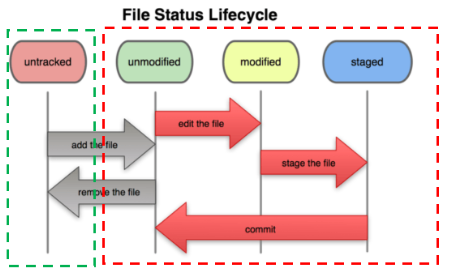 File Status Lifecycle
untracked
unmodified
modified
staged
edit the file
add the file
stage the file
remove the file
commit